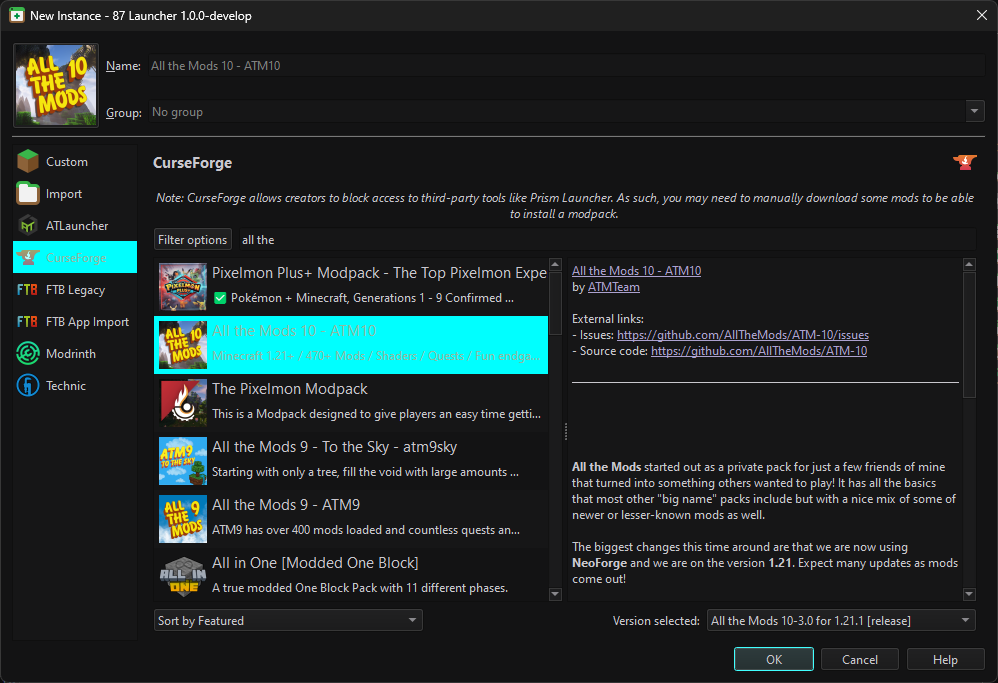 New Instance - 87 Launcher 1.0.0-develop
ALL THE 10 MODS
Name: All the Mods 10 - ATM10
Group: No group
Custom
Import
ATLauncher
CurseForge
FTB Legacy
FTB App Import
Modrinth
Technic
CurseForge
Note: CurseForge allows creators to block access to third-party tools like Prism Launcher. As such, you may need to manually download some mods to be able
to install a modpack.
Filter options
all the
Pixelmon Plus+ Modpack - The Top Pixelmon Expe
Pokémon + Minecraft, Generations 1 - 9 Confirmed ...
All the Mods 10 - ATM10
Minecraft 1.21+ / 470+ Mods / Shaders / Quests / Fun endga...
The Pixelmon Modpack
This is a Modpack designed to give players an easy time getti...
ATM9 TO THE SKY
All the Mods 9 - To the Sky - atm9sky
Starting with only a tree, fill the void with large amounts ...
ALL THE 9 MODS
All the Mods 9 - ATM9
ATM9 has over 400 mods loaded and countless quests an...
ALL IN ONE
All in One [Modded One Block]
A true modded One Block Pack with 11 different phases.
All the Mods 10 - ATM10
by ATMTeam
External links:
- Issues: https://github.com/AllTheMods/ATM-10/issues
- Source code: https://github.com/AllTheMods/ATM-10
All the Mods started out as a private pack for just a few friends of mine
that turned into something others wanted to play! It has all the basics
that most other "big name" packs include but with a nice mix of some of
newer or lesser-known mods as well.
The biggest changes this time around are that we are now using
NeoForge and we are on the version 1.21. Expect many updates as mods
come out!
Sort by Featured
Version selected: All the Mods 10-3.0 for 1.21.1 [release]
OK
Cancel
Help